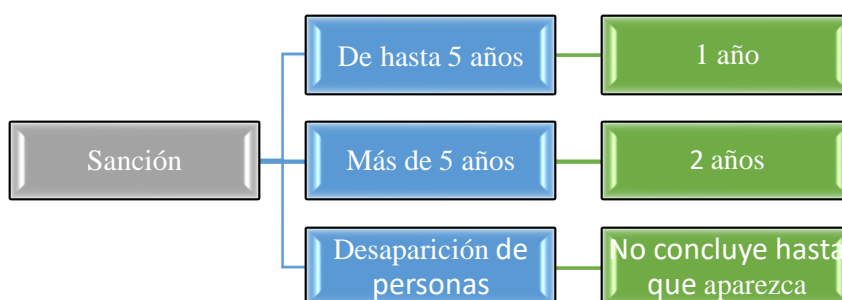 De hasta 5 años
1 año
Sanción
Más de 5 años
2 años
Desaparición de
personas
No concluye hasta
que aparezca